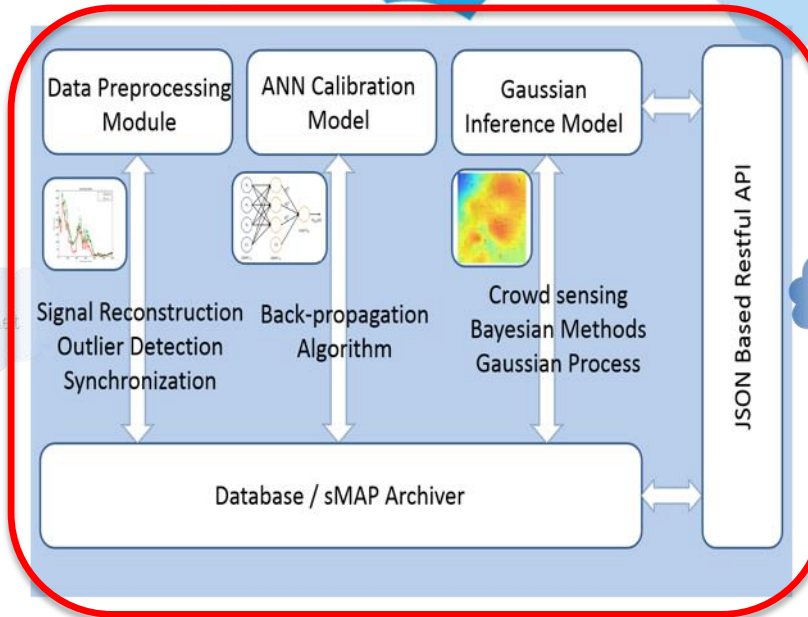 Data Preprocessing
Module
ANN Calibration
Model
Gaussian
Inference Model
Signal Reconstruction
Outlier Detection
Synchronization
Back-propagation
Algorithm
Crowd sensing
Bayesian Methods
Gaussian Process
Database / sMAP Archiver
JSON Based Restful API